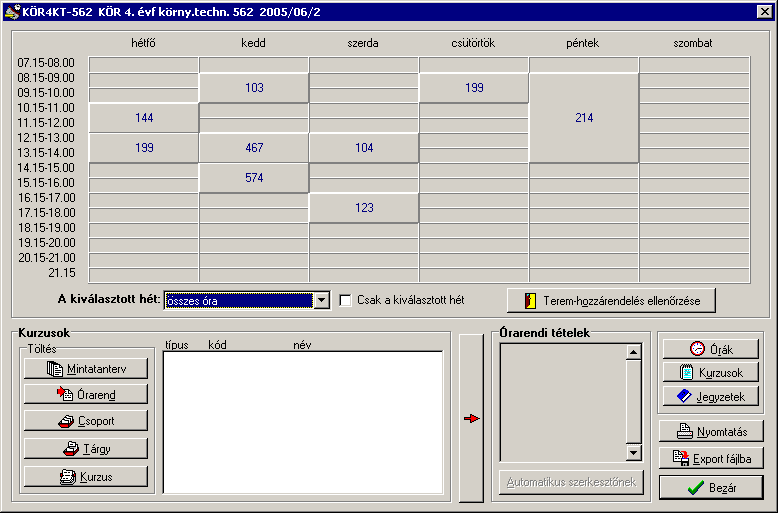 KÖR4KT-562 KÖR 4. évf körny.techn. 562 2005/06/2
hétfő kedd szerda csütörtök péntek szombat
07.15-08.00
08.15-09.00
09.15-10.00
103 199
10.15-11.00
11.15-12.00
144 214
12.15-13.00
13.15-14.00
199 467 104
14.15-15.00
15.15-16.00
574
16.15-17.00
17.15-18.00
123
18.15-19.00
19.15-20.00
20.15-21.00
21.15
A kiválasztott hét: összes óra Csak a kiválasztott hét Terem-hozzárendelés ellenőrzése
Kurzusok
Töltés
Mintatanterv
Órarend
Csoport
Tárgy
Kurzus
típus kód név
Órarendi tételek
Automatikus szerkesztőnek
Órák
Kurzusok
Jegyzetek
Nyomtatás
Export fájlba
Bezár